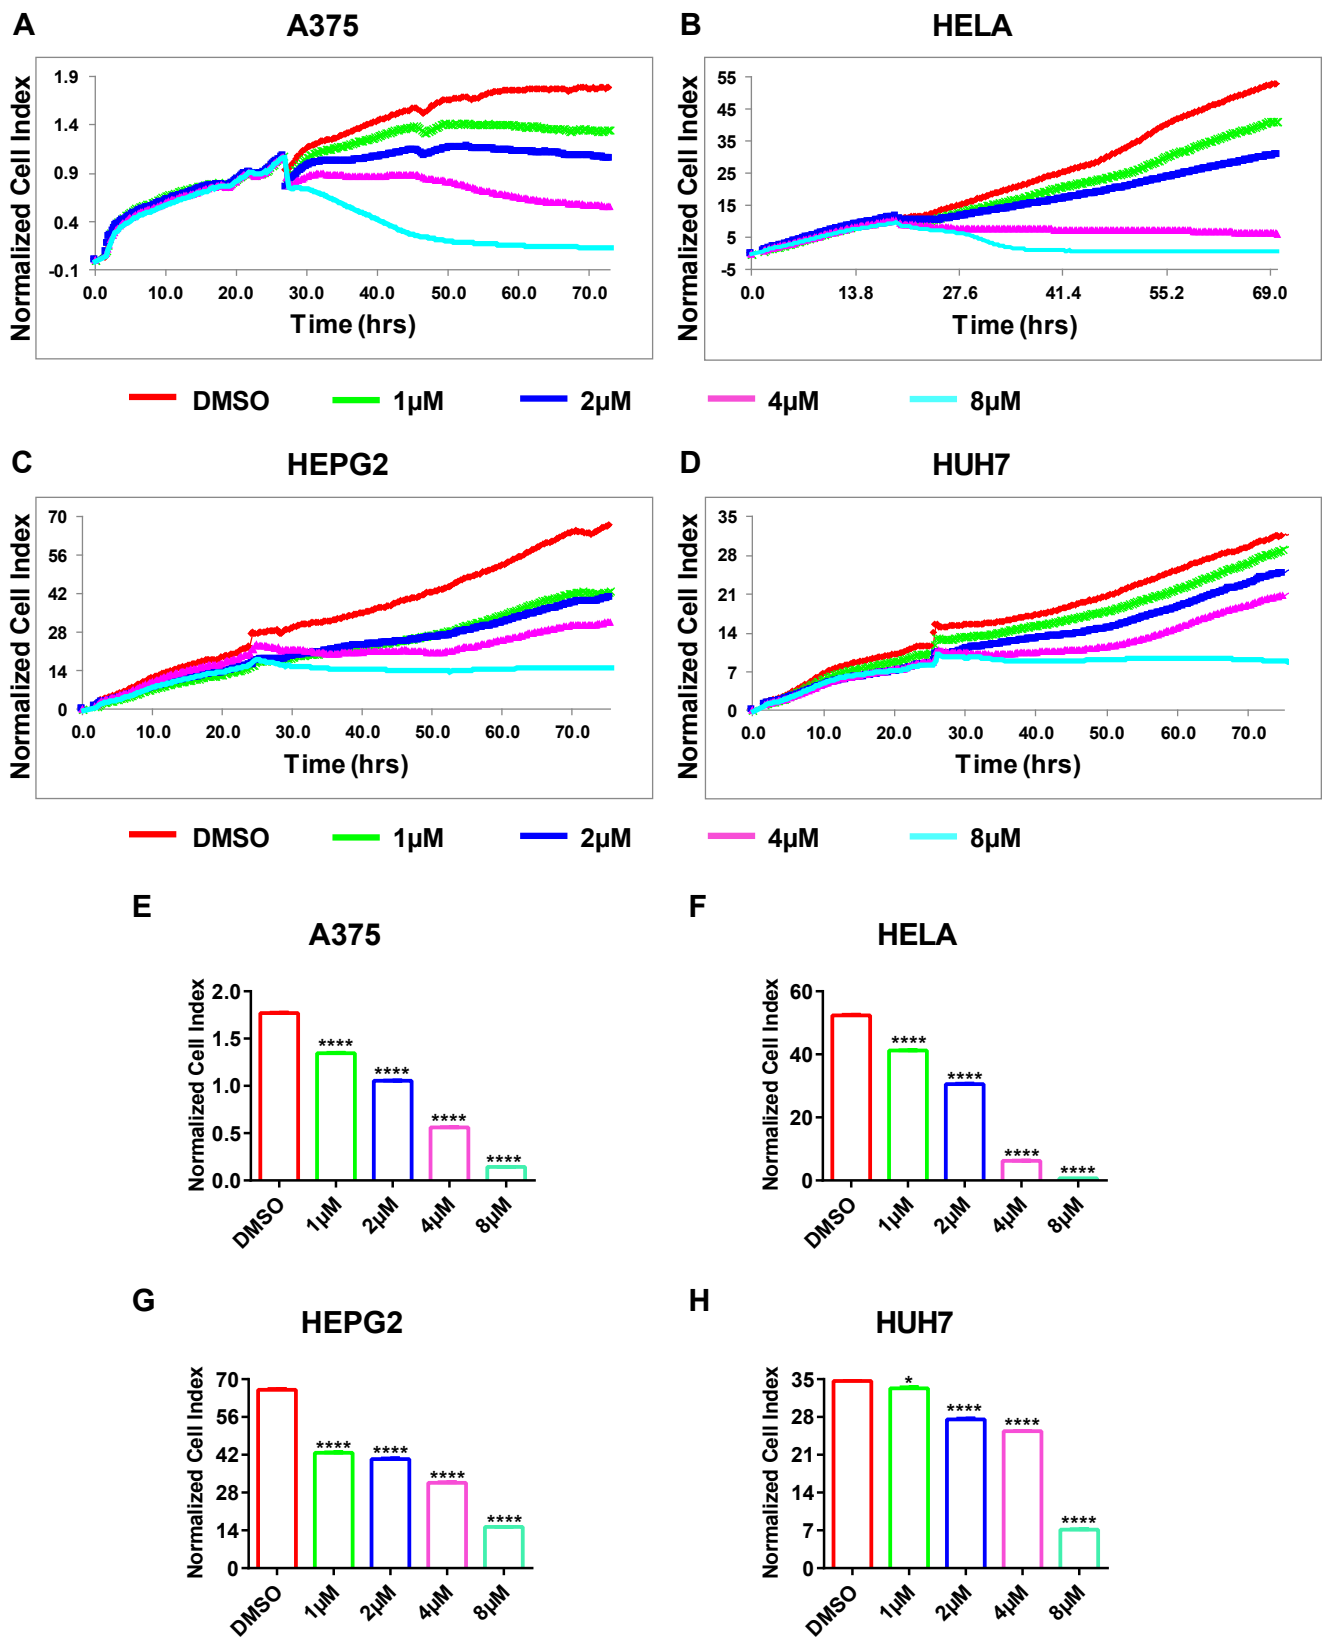 A
A375
B
HELA
Normalized Cell Index
1.9
1.4
0.9
0.4
-0.1
0.0 10.0 20.0 30.0 40.0 50.0 60.0 70.0
Time (hrs)
Normalized Cell Index
55
45
35
25
15
5
-5
0.0 13.8 27.6 41.4 55.2 69.0
Time (hrs)
DMSO 1µM 2µM 4µM 8µM
C
HEPG2
D
HUH7
Normalized Cell Index
70
56
42
28
14
0
0.0 10.0 20.0 30.0 40.0 50.0 60.0 70.0
Time (hrs)
Normalized Cell Index
35
28
21
14
7
0
0.0 10.0 20.0 30.0 40.0 50.0 60.0 70.0
Time (hrs)
DMSO 1µM 2µM 4µM 8µM
E
A375
Normalized Cell Index
2.0
1.5
1.0
0.5
0.0
****
****
****
****
DMSO 1µM 2µM 4µM 8µM
F
HELA
Normalized Cell Index
60
40
20
0
****
****
****
****
DMSO 1µM 2µM 4µM 8µM
G
HEPG2
Normalized Cell Index
70
56
42
28
14
0
****
****
****
****
DMSO 1µM 2µM 4µM 8µM
H
HUH7
Normalized Cell Index
35
28
21
14
7
0
*
****
****
****
DMSO 1µM 2µM 4µM 8µM